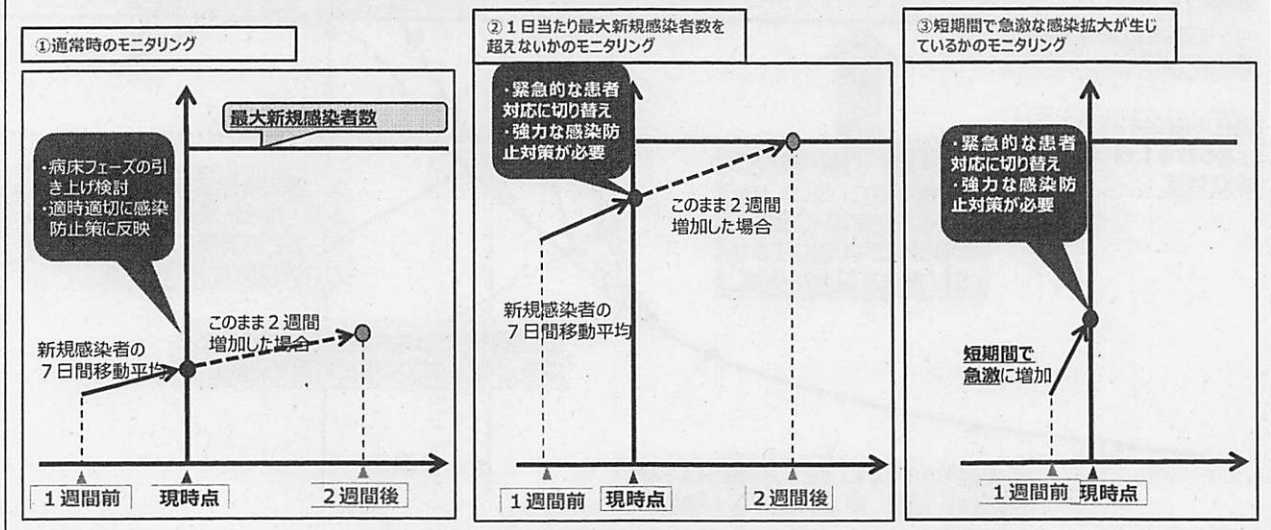 ①通常時のモニタリング
最大新規感染者数
・病床フェーズの引
き上げ検討
・適時適切に感染
防止策に反映
このまま２週間
増加した場合
新規感染者の
７日間移動平均
１週間前
現時点
２週間後
②１日当たり最大新規感染者数を
超えないかのモニタリング
・緊急的な患者
対応に切り替え
・強力な感染防
止対策が必要
このまま２週間
増加した場合
新規感染者の
７日間移動平均
１週間前
現時点
２週間後
③短期間で急激な感染拡大が生じ
ているかのモニタリング
・緊急的な患者
対応に切り替え
・強力な感染防
止対策が必要
短期間で
急激に増加
１週間前
現時点